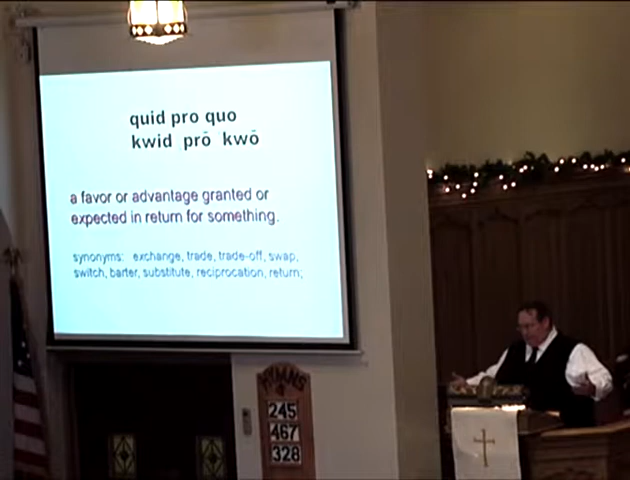 quid pro quo
kwid prō ˈkwō
a favor or advantage granted or
expected in return for something.
synonyms: exchange, trade, trade-off, swap,
switch, barter, substitute, reciprocation, return;
HYMNS
245
467
328